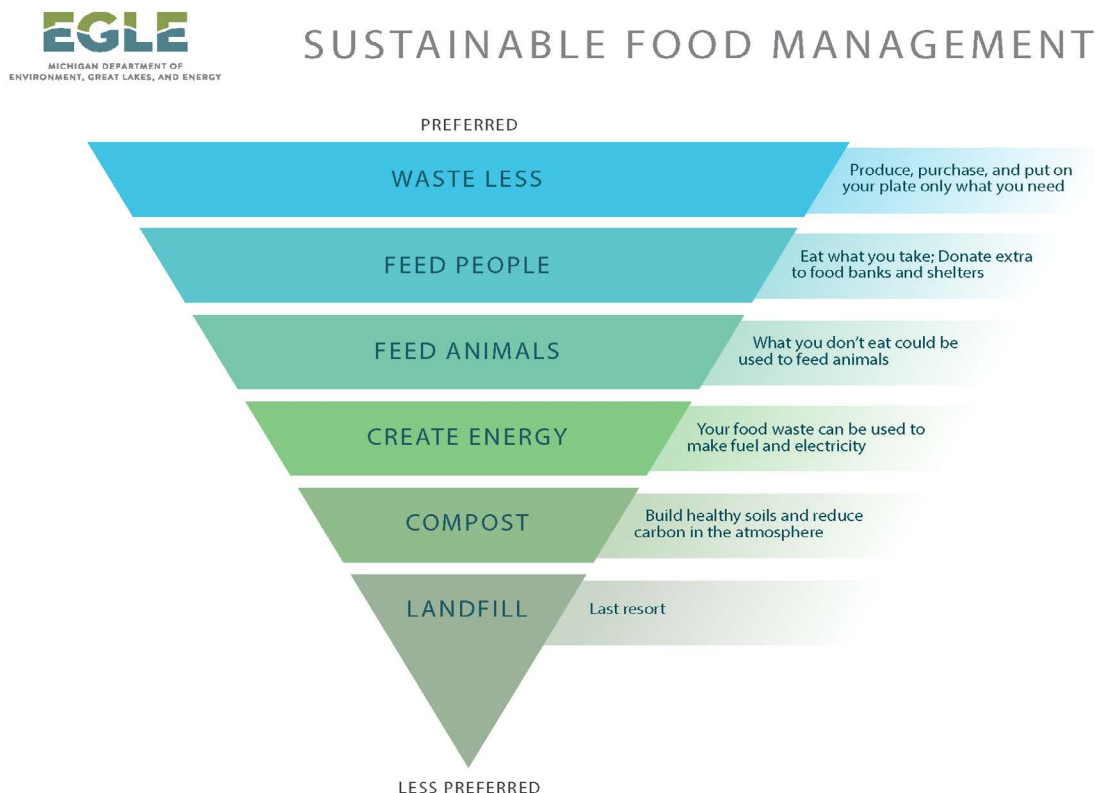 EGLE
MICHIGAN DEPARTMENT OF
ENVIRONMENT, GREAT LAKES, AND ENERGY
SUSTAINABLE FOOD MANAGEMENT
PREFERRED
WASTE LESS
Produce, purchase, and put on
your plate only what you need
FEED PEOPLE
Eat what you take; Donate extra
to food banks and shelters
FEED ANIMALS
What you don't eat could be
used to feed animals
CREATE ENERGY
Your food waste can be used to
make fuel and electricity
COMPOST
Build healthy soils and reduce
carbon in the atmosphere
LANDFILL
Last resort
LESS PREFERRED